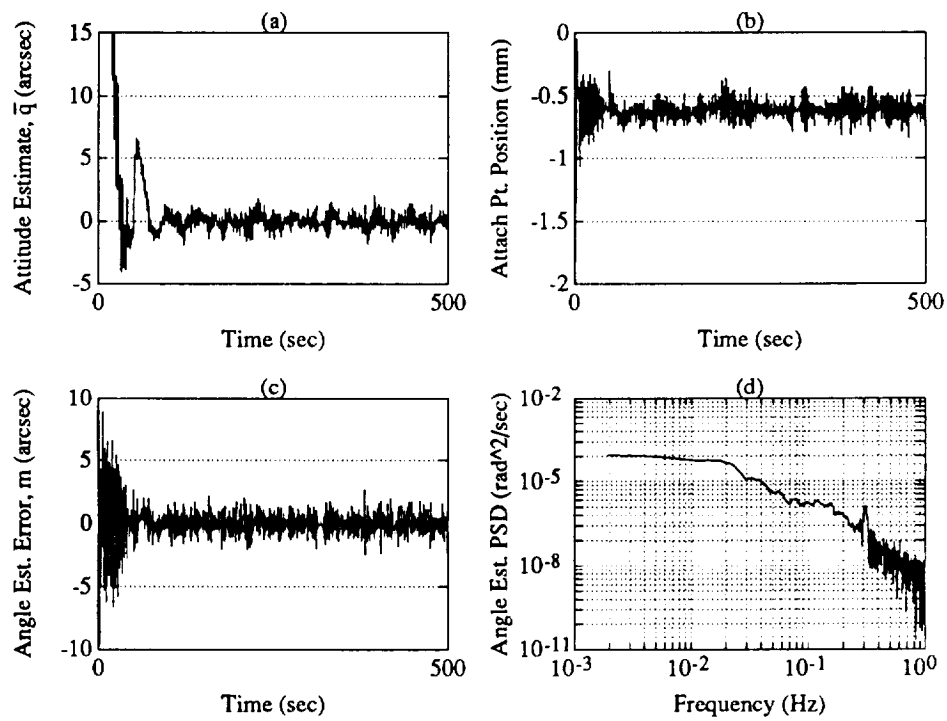 (a)
Attitude Estimate, q̄ (arcsec)
15
10
5
0
-5
0
500
Time (sec)
(b)
Attach Pt. Position (mm)
0
-0.5
-1
-1.5
-2
0
500
Time (sec)
(c)
Angle Est. Error, m (arcsec)
10
5
0
-5
-10
0
500
Time (sec)
(d)
Angle Est. PSD (rad^2/sec)
10^-2
10^-5
10^-8
10^-11
10^-3
10^-2
10^-1
10^0
Frequency (Hz)